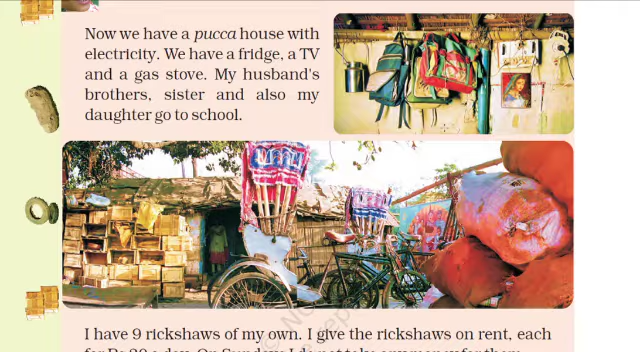 Now we have a pucca house with
electricity. We have a fridge, a TV
and a gas stove. My husband's
brothers, sister and also my
daughter go to school.
I have 9 rickshaws of my own. I give the rickshaws on rent, each